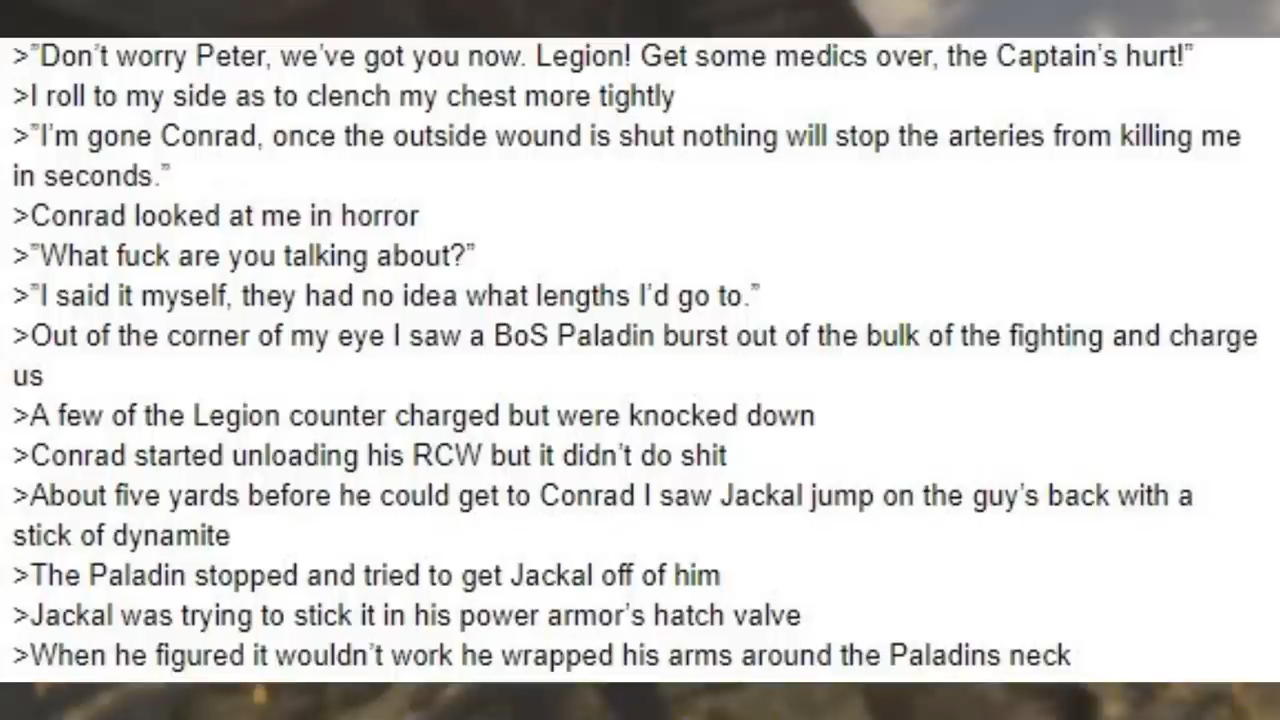 >"Don't worry Peter, we've got you now. Legion! Get some medics over, the Captain's hurt!"
>I roll to my side as to clench my chest more tightly
>"I'm gone Conrad, once the outside wound is shut nothing will stop the arteries from killing me
in seconds."
>Conrad looked at me in horror
>"What fuck are you talking about?"
>"I said it myself, they had no idea what lengths I'd go to."
>Out of the corner of my eye I saw a BoS Paladin burst out of the bulk of the fighting and charge
us
>A few of the Legion counter charged but were knocked down
>Conrad started unloading his RCW but it didn't do shit
>About five yards before he could get to Conrad I saw Jackal jump on the guy's back with a
stick of dynamite
>The Paladin stopped and tried to get Jackal off of him
>Jackal was trying to stick it in his power armor's hatch valve
>When he figured it wouldn't work he wrapped his arms around the Paladins neck